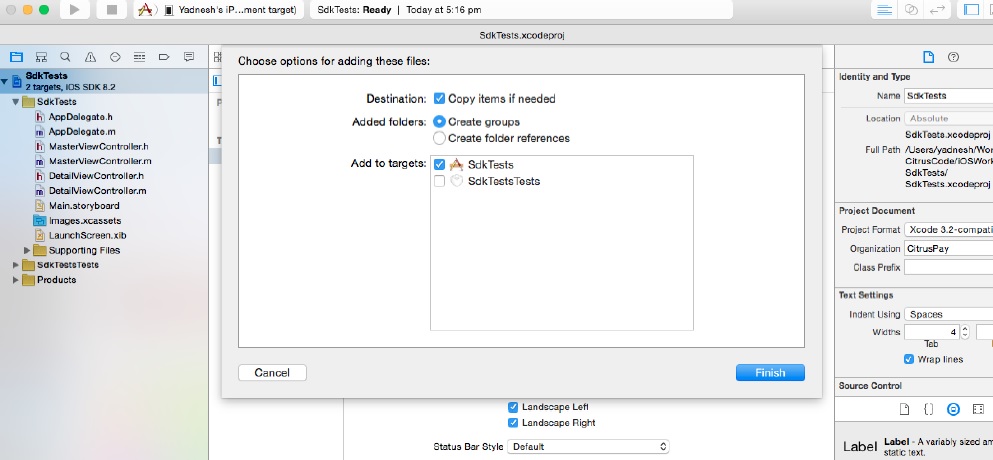 Yadnesh's iP...ment target)
SdkTests: Ready | Today at 5:16 pm
SdkTests.xcodeproj
SdkTests
2 targets, iOS SDK 8.2
SdkTests
AppDelegate.h
AppDelegate.m
MasterViewController.h
MasterViewController.m
DetailViewController.h
DetailViewController.m
Main.storyboard
Images.xcassets
LaunchScreen.xib
Supporting Files
SdkTestsTests
Products
Choose options for adding these files:
Destination: Copy items if needed
Added folders: Create groups
Create folder references
Add to targets: SdkTests
SdkTestsTests
Cancel
Finish
Landscape Left
Landscape Right
Status Bar Style Default
Identity and Type
Name SdkTests
Location Absolute
SdkTests.xcodeproj
Full Path /Users/yadnesh/Wor
CitrusCode/iOSWork
SdkTests/
SdkTests.xcodeproj
Project Document
Project Format Xcode 3.2-compati
Organization CitrusPay
Class Prefix
Text Settings
Indent Using Spaces
Widths 4
Tab
Wrap lines
Source Control
Label Label - A variably sized am
static text.